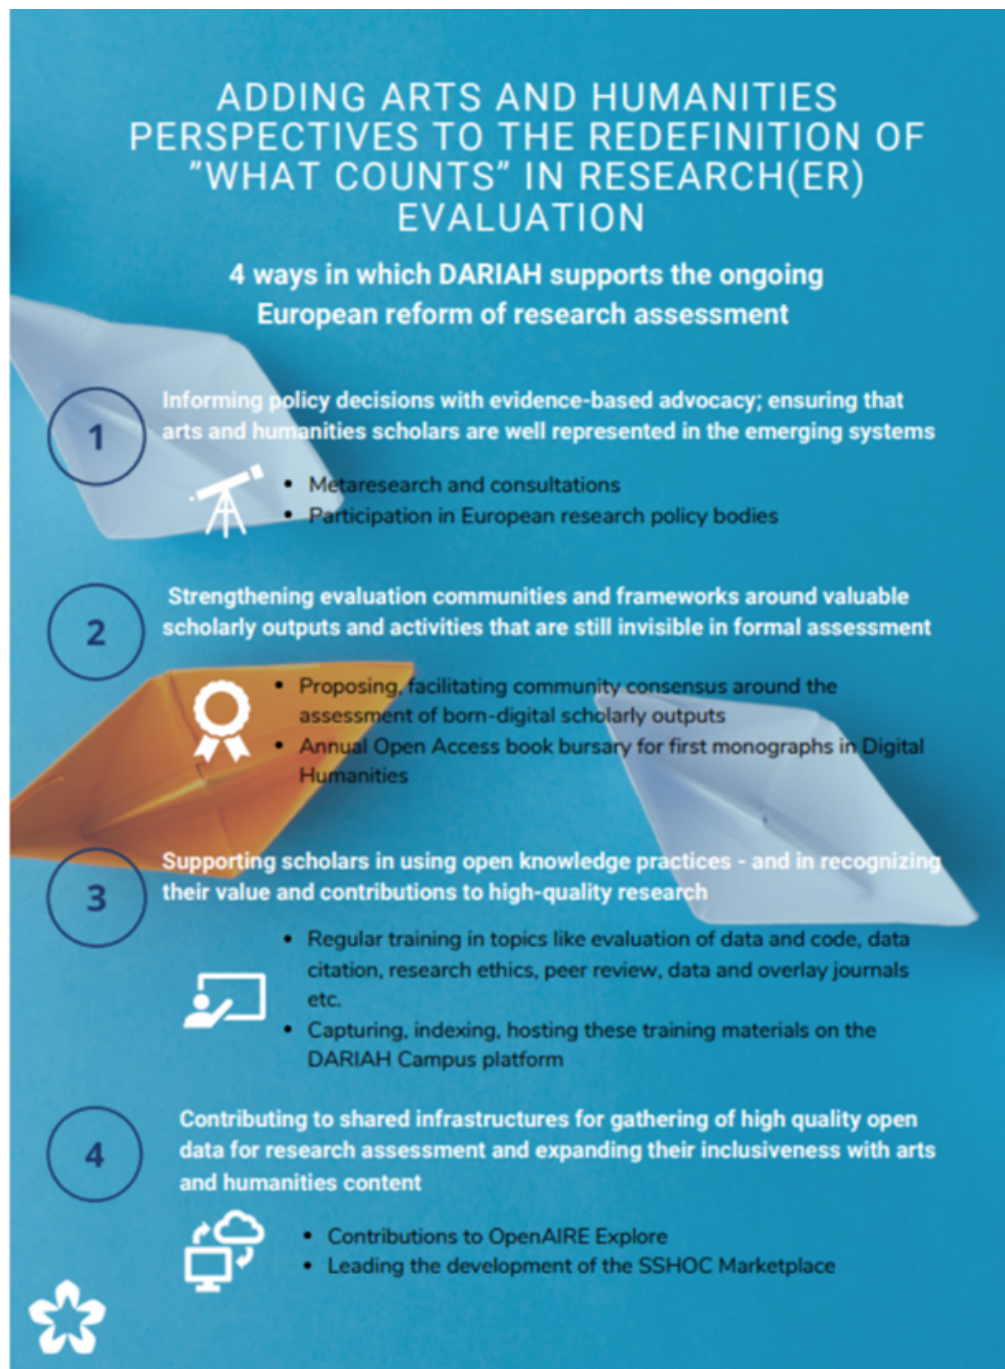 ADDING ARTS AND HUMANITIES
PERSPECTIVES TO THE REDEFINITION OF
"WHAT COUNTS" IN RESEARCH(ER)
EVALUATION
4 ways in which DARIAH supports the ongoing
European reform of research assessment
1
Informing policy decisions with evidence-based advocacy; ensuring that
arts and humanities scholars are well represented in the emerging systems
• Metaresearch and consultations
• Participation in European research policy bodies
2
Strengthening evaluation communities and frameworks around valuable
scholarly outputs and activities that are still invisible in formal assessment
• Proposing, facilitating community consensus around the
assessment of born-digital scholarly outputs
• Annual Open Access book bursary for first monographs in Digital
Humanities
3
Supporting scholars in using open knowledge practices - and in recognizing
their value and contributions to high-quality research
• Regular training in topics like evaluation of data and code, data
citation, research ethics, peer review, data and overlay journals
etc.
• Capturing, indexing, hosting these training materials on the
DARIAH Campus platform
4
Contributing to shared infrastructures for gathering of high quality open
data for research assessment and expanding their inclusiveness with arts
and humanities content
• Contributions to OpenAIRE Explore
• Leading the development of the SSHOC Marketplace